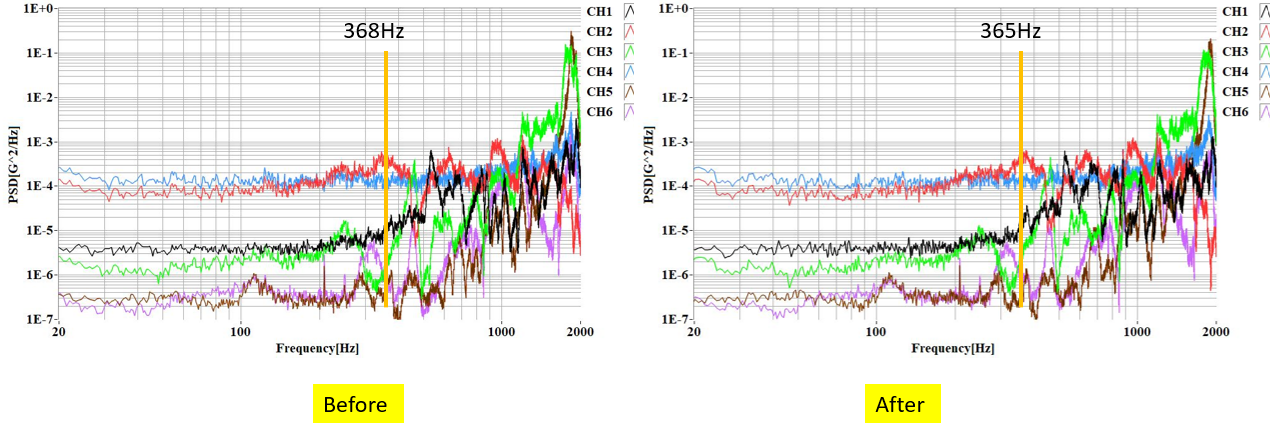 1E+0
1E-1
1E-2
1E-3
1E-4
1E-5
1E-6
1E-7
PSD[G^2/Hz]
368Hz
CH1
CH2
CH3
CH4
CH5
CH6
20
100
1000
2000
Frequency[Hz]
Before
1E+0
1E-1
1E-2
1E-3
1E-4
1E-5
1E-6
1E-7
PSD[G^2/Hz]
365Hz
CH1
CH2
CH3
CH4
CH5
CH6
20
100
1000
2000
Frequency[Hz]
After